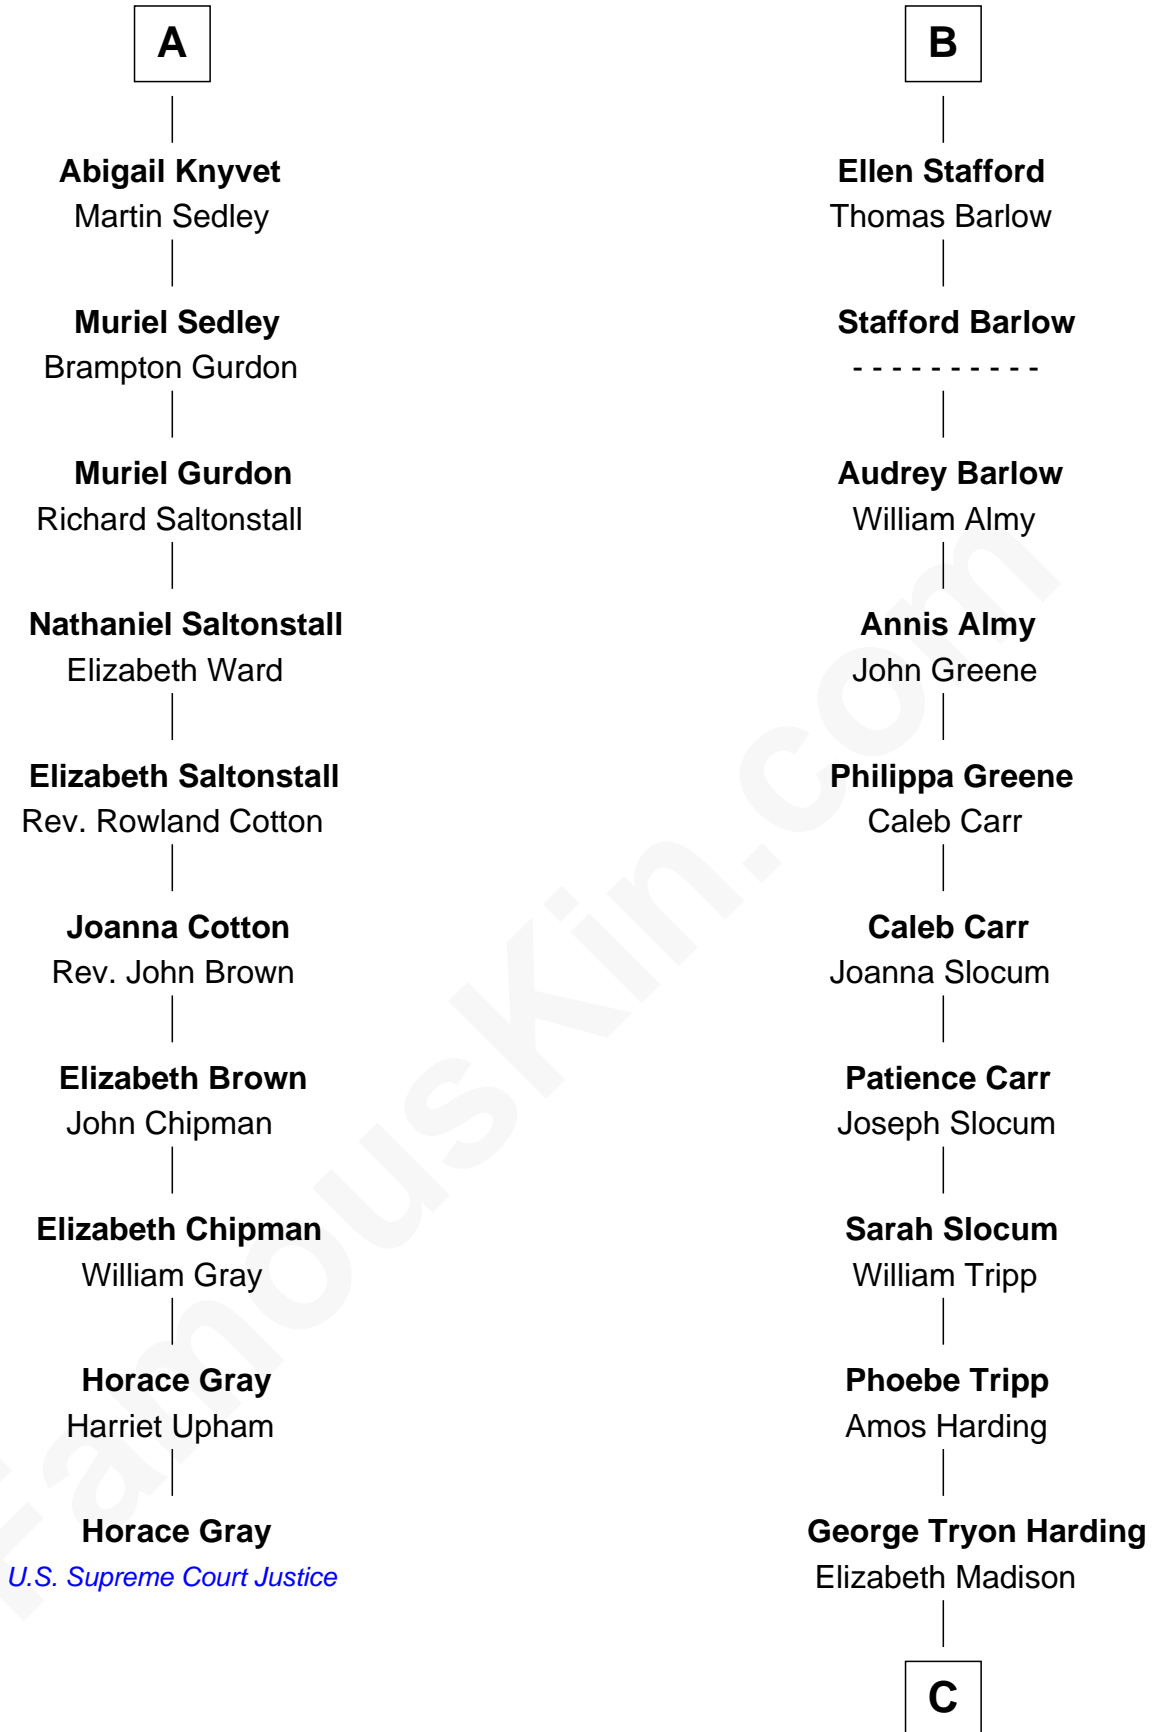 A
Abigail Knyvet
Martin Sedley
Muriel Sedley
Brampton Gurdon
Muriel Gurdon
Richard Saltonstall
Nathaniel Saltonstall
Elizabeth Ward
Elizabeth Saltonstall
Rev. Rowland Cotton
Joanna Cotton
Rev. John Brown
Elizabeth Brown
John Chipman
Elizabeth Chipman
William Gray
Horace Gray
Harriet Upham
Horace Gray
U.S. Supreme Court Justice
B
Ellen Stafford
Thomas Barlow
Stafford Barlow
- - - - - - - - - -
Audrey Barlow
William Almy
Annis Almy
John Greene
Philippa Greene
Caleb Carr
Caleb Carr
Joanna Slocum
Patience Carr
Joseph Slocum
Sarah Slocum
William Tripp
Phoebe Tripp
Amos Harding
George Tryon Harding
Elizabeth Madison
C
FamousKin.com